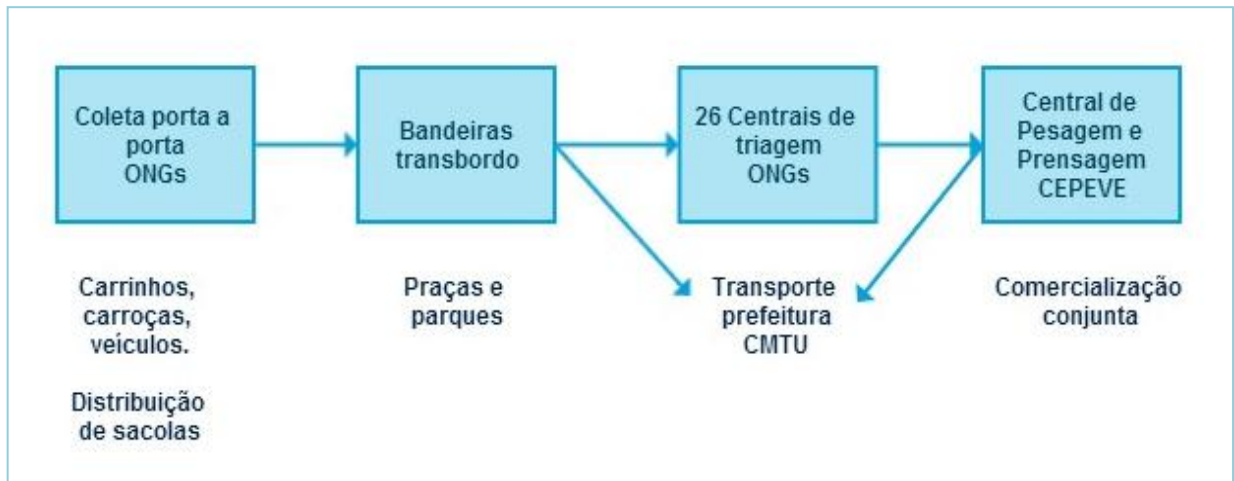 Coleta porta a
porta
ONGs
Bandeiras
transbordo
26 Centrais de
triagem
ONGs
Central de
Pesagem e
Prensagem
CEPEVE
Carrinhos,
carroças,
veículos.
Distribuição
de sacolas
Praças e
parques
Transporte
prefeitura
CMTU
Comercialização
conjunta